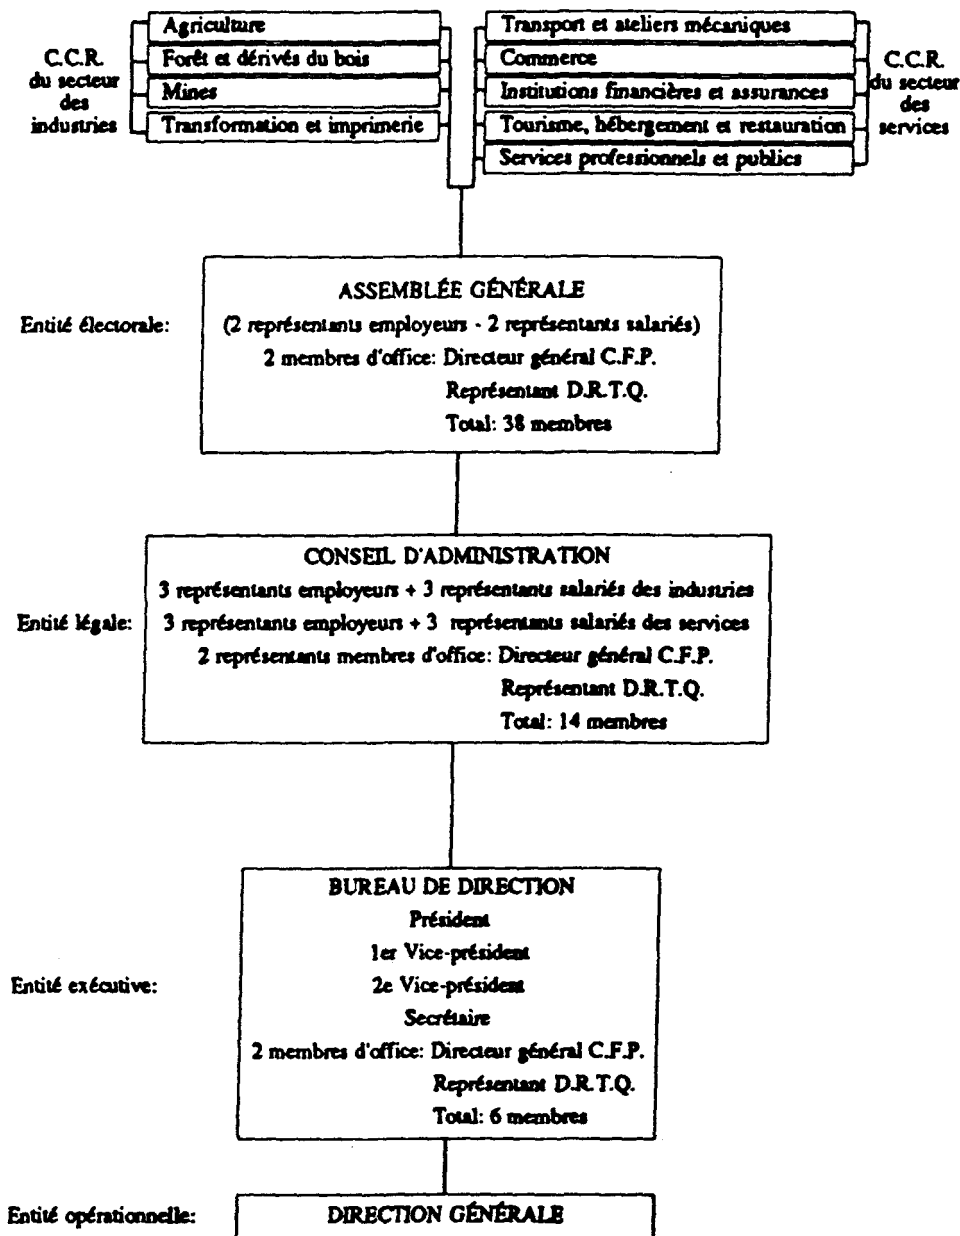 C.C.R.
du secteur
des
industries
Agriculture
Forêt et dérivés du bois
Mines
Transformation et imprimerie
Transport et ateliers mécaniques
Commerce
Institutions financières et assurances
Tourisme, hébergement et restauration
Services professionnels et publics
C.C.R.
du secteur
des
services
ASSEMBLÉE GÉNÉRALE
Entité électorale:
(2 représentants employeurs - 2 représentants salariés)
2 membres d'office: Directeur général C.F.P.
Représentant D.R.T.Q.
Total: 38 membres
CONSEIL D'ADMINISTRATION
3 représentants employeurs + 3 représentants salariés des industries
Entité légale:
3 représentants employeurs + 3 représentants salariés des services
2 représentants membres d'office: Directeur général C.F.P.
Représentant D.R.T.Q.
Total: 14 membres
BUREAU DE DIRECTION
Président
1er Vice-président
Entité exécutive:
2e Vice-président
Secrétaire
2 membres d'office: Directeur général C.F.P.
Représentant D.R.T.Q.
Total: 6 membres
Entité opérationnelle:
DIRECTION GÉNÉRALE